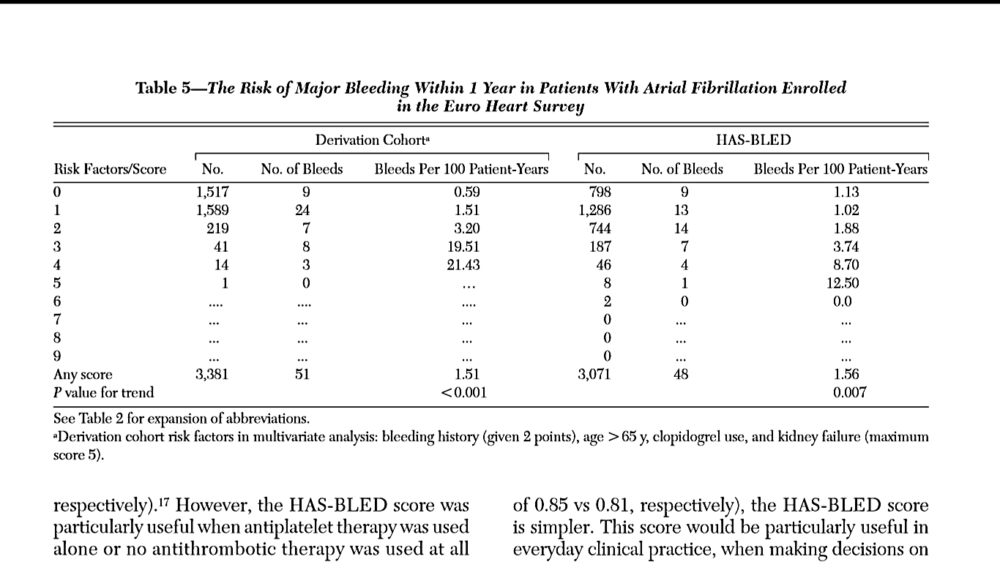 Table 5—The Risk of Major Bleeding Within 1 Year in Patients With Atrial Fibrillation Enrolled
in the Euro Heart Survey
Derivation Cohortᵃ HAS-BLED
Risk Factors/Score No. No. of Bleeds Bleeds Per 100 Patient-Years No. No. of Bleeds Bleeds Per 100 Patient-Years
0 1,517 9 0.59 798 9 1.13
1 1,589 24 1.51 1,286 13 1.02
2 219 7 3.20 744 14 1.88
3 41 8 19.51 187 7 3.74
4 14 3 21.43 46 4 8.70
5 1 0 ... 8 1 12.50
6 .... .... .... 2 0 0.0
7 ... ... ... 0 ... ...
8 ... ... ... 0 ... ...
9 ... ... ... 0 ... ...
Any score 3,381 51 1.51 3,071 48 1.56
P value for trend <0.001 0.007
See Table 2 for expansion of abbreviations.
ᵃDerivation cohort risk factors in multivariate analysis: bleeding history (given 2 points), age > 65 y, clopidogrel use, and kidney failure (maximum
score 5).
respectively).¹⁷ However, the HAS-BLED score was
particularly useful when antiplatelet therapy was used
alone or no antithrombotic therapy was used at all
of 0.85 vs 0.81, respectively), the HAS-BLED score
is simpler. This score would be particularly useful in
everyday clinical practice, when making decisions on